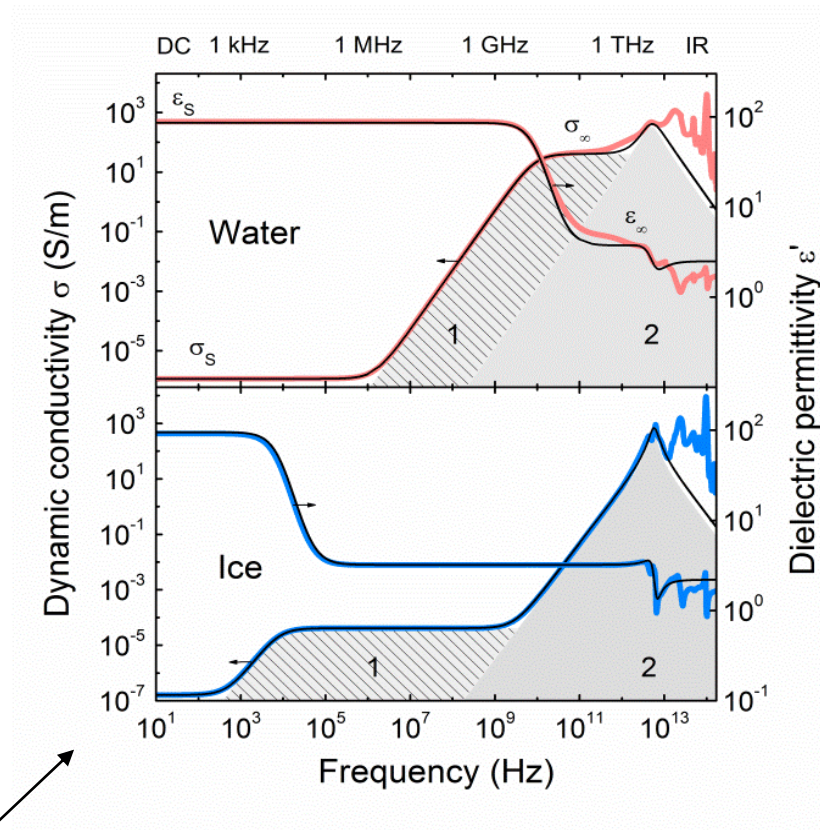 DC 1 kHz 1 MHz 1 GHz 1 THz IR
Dynamic conductivity σ (S/m)
10³
10¹
10⁻¹
10⁻³
10⁻⁵
εS
σ∞
ε∞
σS
Water
1
2
10²
10¹
10⁰
10³
10¹
10⁻¹
10⁻³
10⁻⁵
10⁻⁷
Ice
1
2
10²
10¹
10⁰
10⁻¹
Dielectric permittivity ε'
10¹ 10³ 10⁵ 10⁷ 10⁹ 10¹¹ 10¹³
Frequency (Hz)